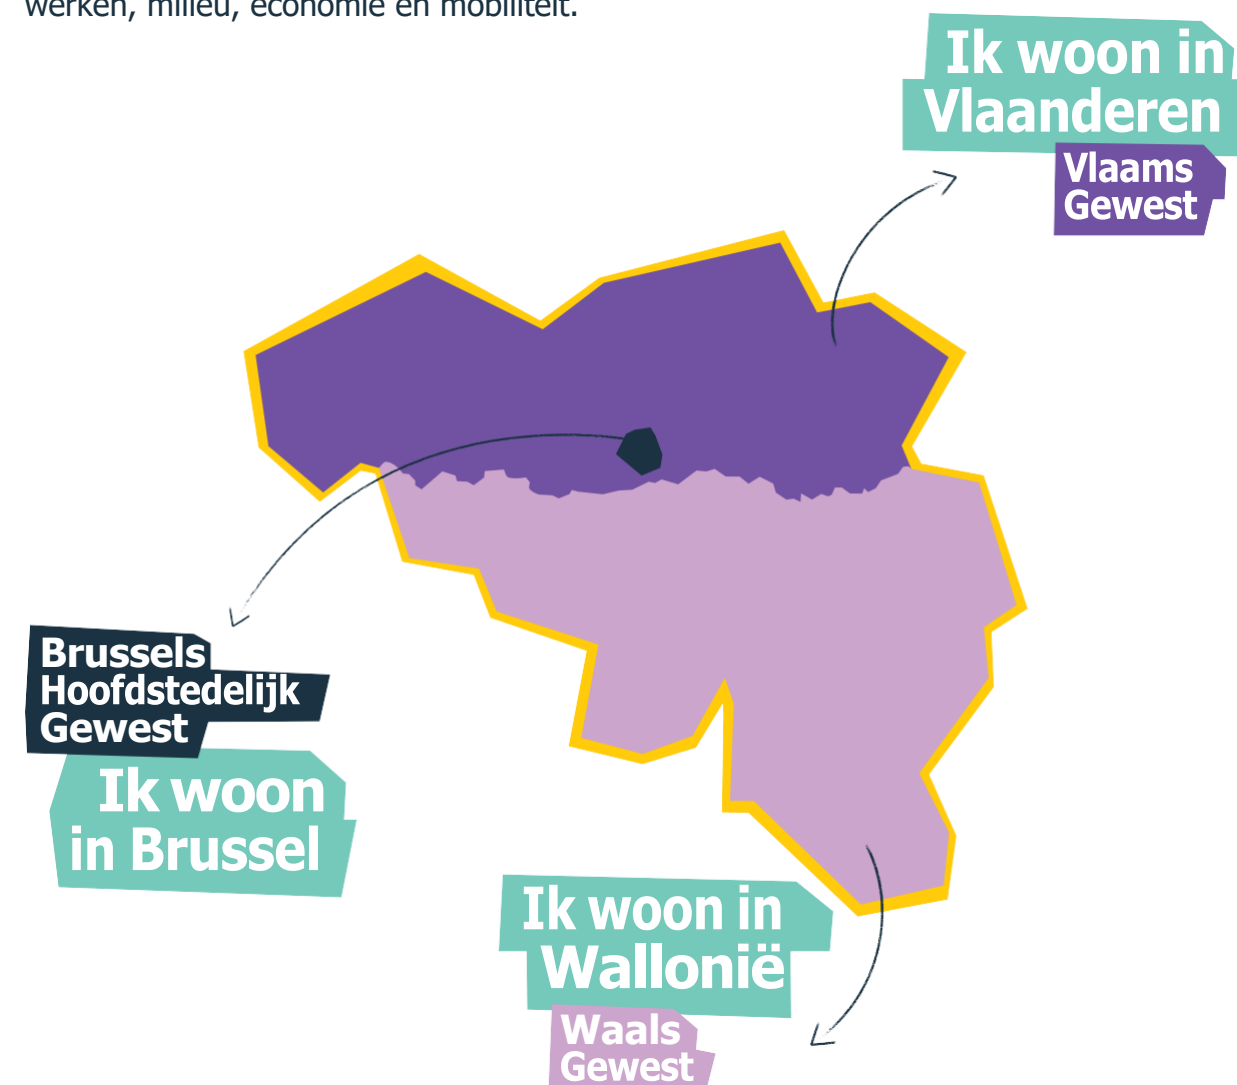 werken, milieu, economie en mobiliteit.
Ik woon in
Vlaanderen
Vlaams
Gewest
Brussels
Hoofdstedelijk
Gewest
Ik woon
in Brussel
Ik woon in
Wallonië
Waals
Gewest